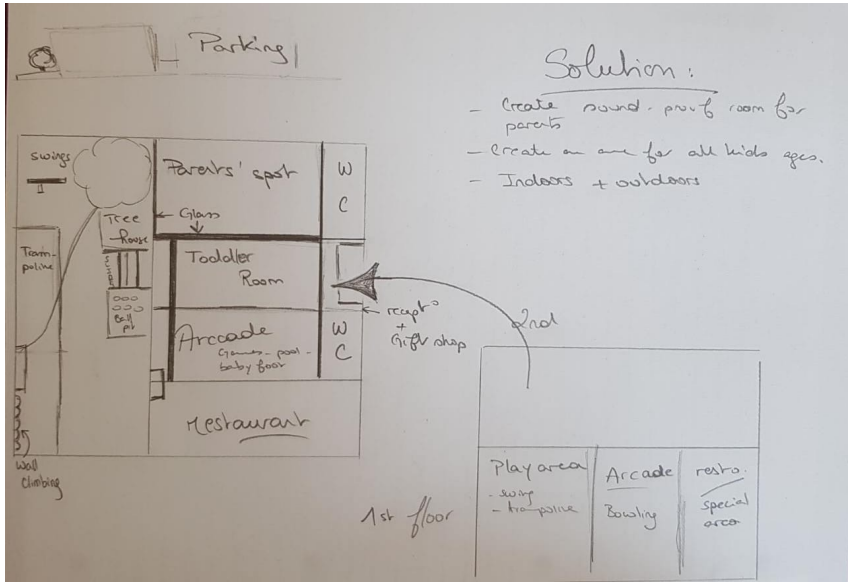 Parking
Solution:
- Create sound-proof room for
parents
- Create an area for all kids ages.
- Indoors + outdoors
swings
Parents' spot
W
C
Glass
Tree
house
Tram-
poline
Toddler
Room
Ball
pit
recept°
+
Gift shop
2nd
Arcade
Games - pool -
baby foot
W
C
Restaurant
Wall
Climbing
1st floor
Play area
- swing
- trampoline
Arcade
Bowling
resto.
special
area